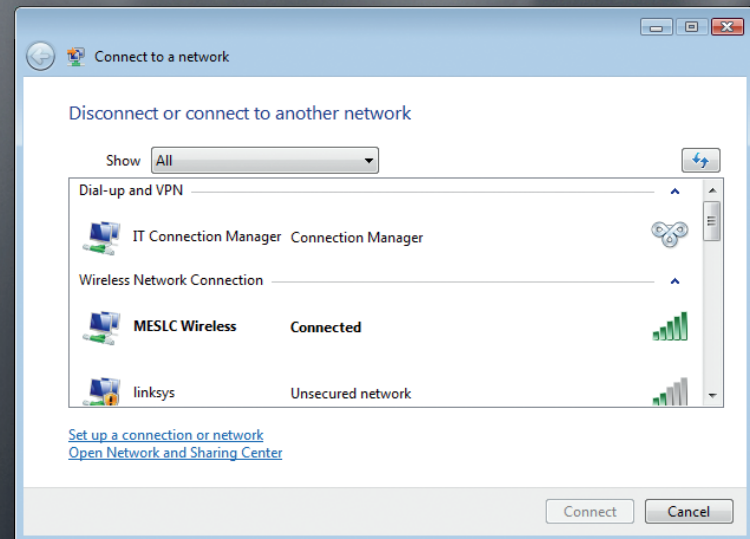 Connect to a network
Disconnect or connect to another network
Show All
Dial-up and VPN
IT Connection Manager Connection Manager
Wireless Network Connection
MESLC Wireless Connected
linksys Unsecured network
Set up a connection or network
Open Network and Sharing Center
Connect Cancel